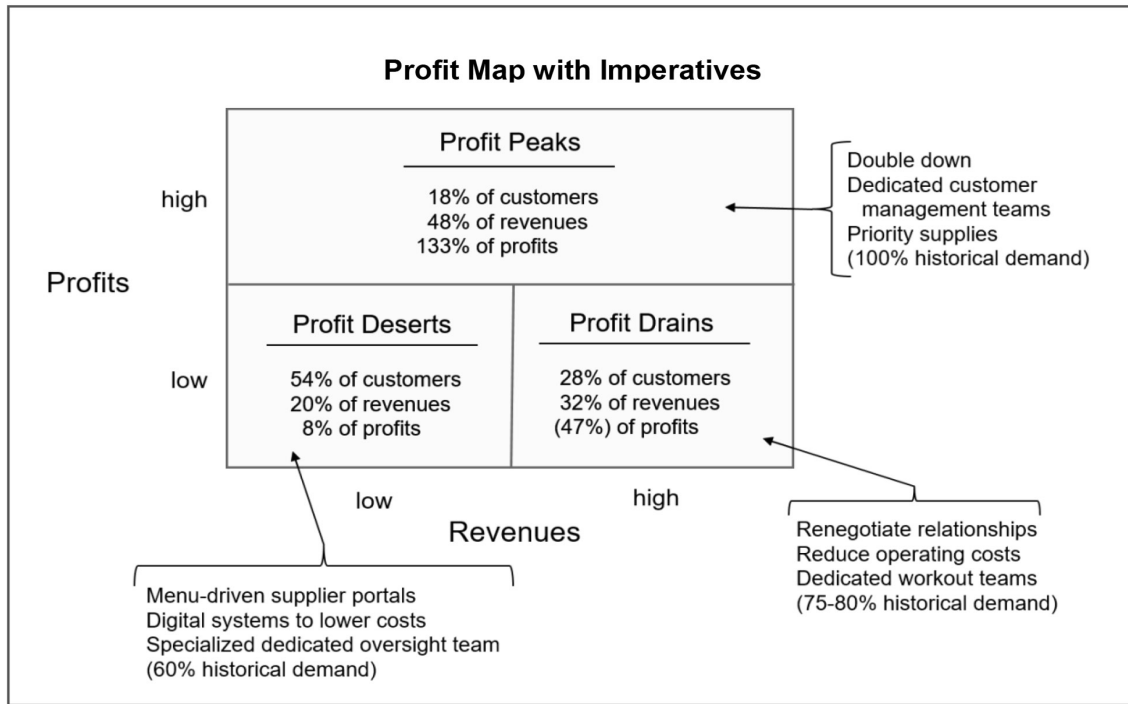 Profit Map with Imperatives
Profit Peaks
18% of customers
48% of revenues
133% of profits
high
Profits
Double down
Dedicated customer
management teams
Priority supplies
(100% historical demand)
Profit Deserts
54% of customers
20% of revenues
8% of profits
Profit Drains
28% of customers
32% of revenues
(47%) of profits
low
low
high
Revenues
Menu-driven supplier portals
Digital systems to lower costs
Specialized dedicated oversight team
(60% historical demand)
Renegotiate relationships
Reduce operating costs
Dedicated workout teams
(75-80% historical demand)